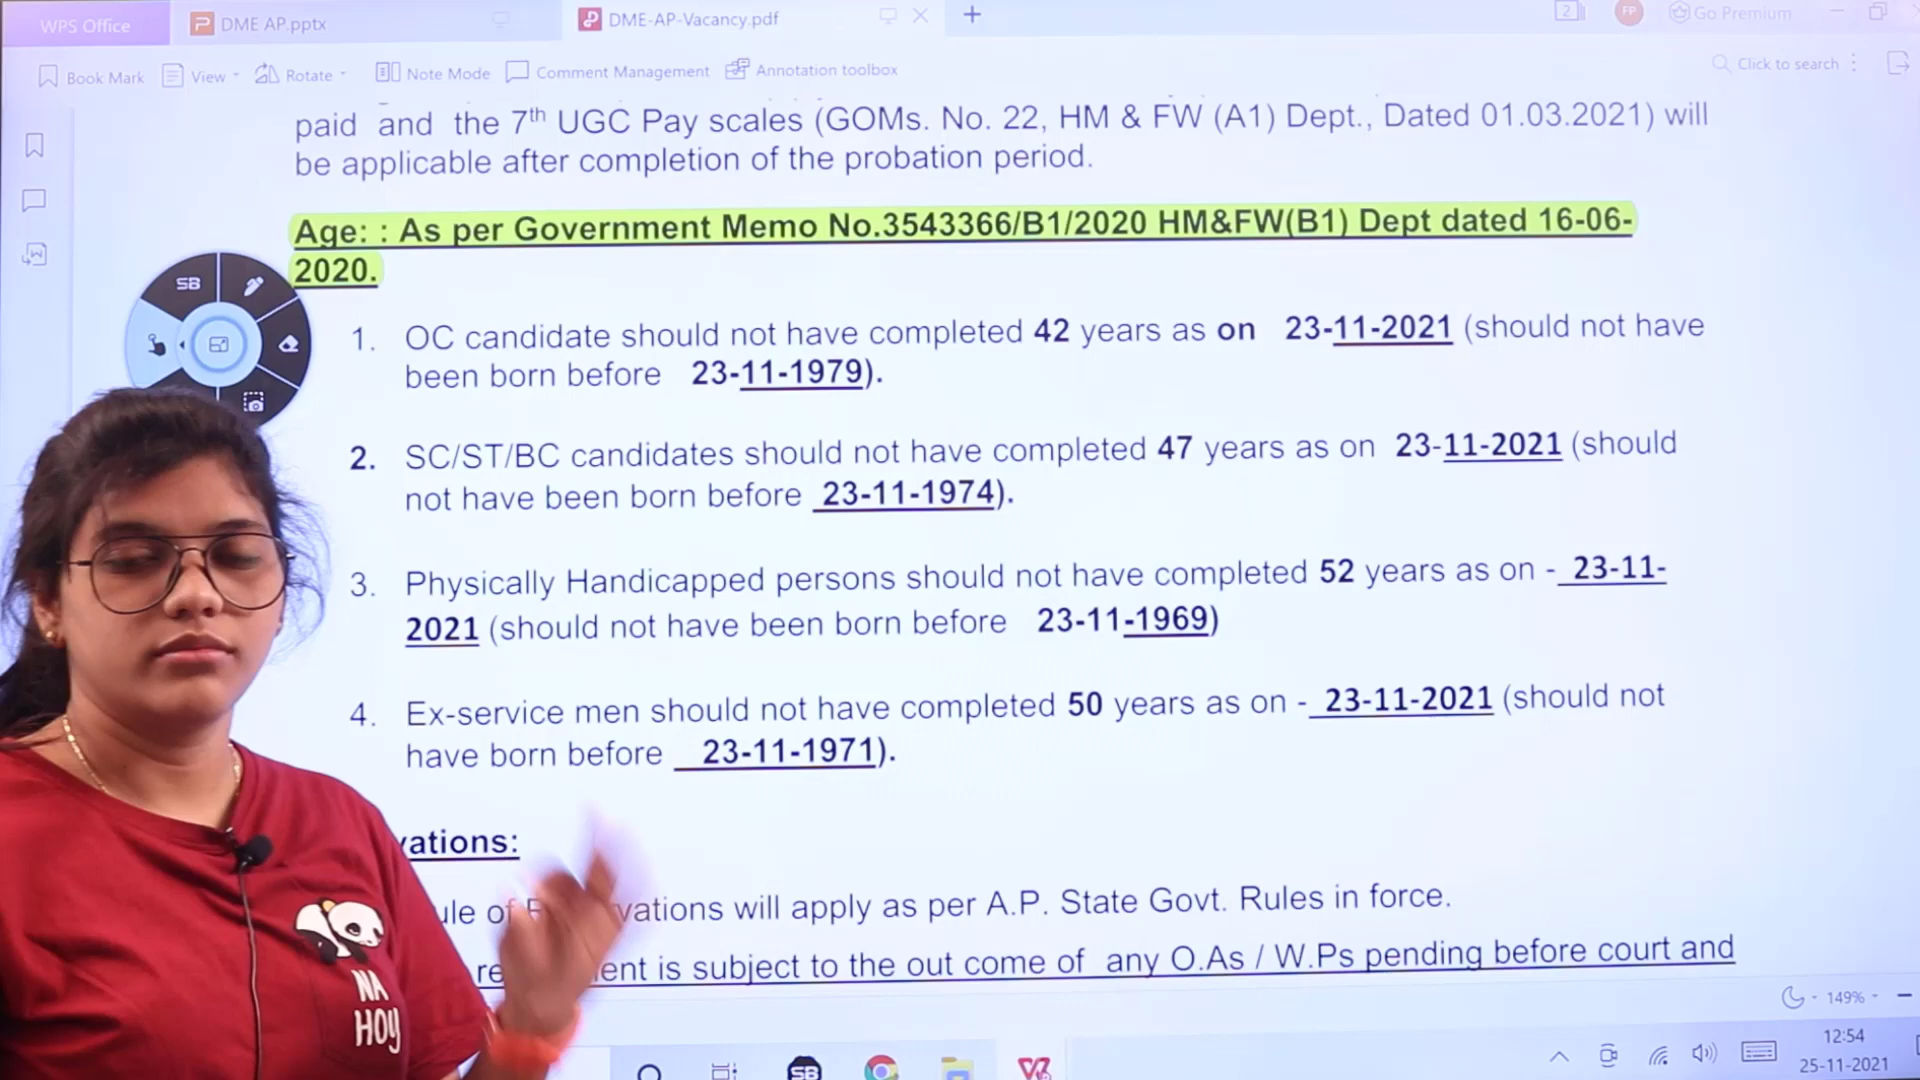 WPS Office
DME AP.pptx
DME-AP-Vacancy.pdf
2
FP
Go Premium
Book Mark
View
Rotate
Note Mode
Comment Management
Annotation toolbox
Click to search
paid and the 7th UGC Pay scales (GOMs. No. 22, HM & FW (A1) Dept., Dated 01.03.2021) will
be applicable after completion of the probation period.
Age: : As per Government Memo No.3543366/B1/2020 HM&FW(B1) Dept dated 16-06-
2020.
SB
1. OC candidate should not have completed 42 years as on 23-11-2021 (should not have
been born before 23-11-1979).
2. SC/ST/BC candidates should not have completed 47 years as on 23-11-2021 (should
not have been born before 23-11-1974).
3. Physically Handicapped persons should not have completed 52 years as on - 23-11-
2021 (should not have been born before 23-11-1969)
4. Ex-service men should not have completed 50 years as on - 23-11-2021 (should not
have born before 23-11-1971).
vations:
ule of R vations will apply as per A.P. State Govt. Rules in force.
re ent is subject to the out come of any O.As / W.Ps pending before court and
NA
HOY
149%
SB
12:54
25-11-2021